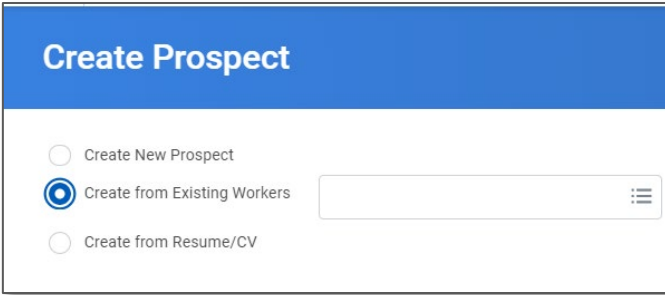 Create Prospect
Create New Prospect
Create from Existing Workers
Create from Resume/CV